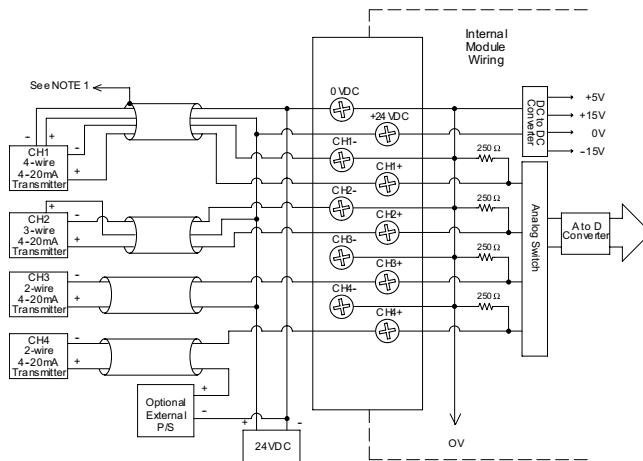 Internal
Module
Wiring
See NOTE 1
0 VDC
+24 VDC
DC to DC
Converter
+5V
+15V
0V
-15V
-
+
-
+
CH1
4-wire
4-20mA
Transmitter
CH1-
CH1+
250 Ω
+
-
+
CH2
3-wire
4-20mA
Transmitter
CH2-
CH2+
250 Ω
Analog Switch
A to D
Converter
-
+
CH3
2-wire
4-20mA
Transmitter
CH3-
CH3+
250 Ω
-
+
CH4
2-wire
4-20mA
Transmitter
CH4-
CH4+
250 Ω
Optional
External
P/S
+
-
+
-
24VDC
OV